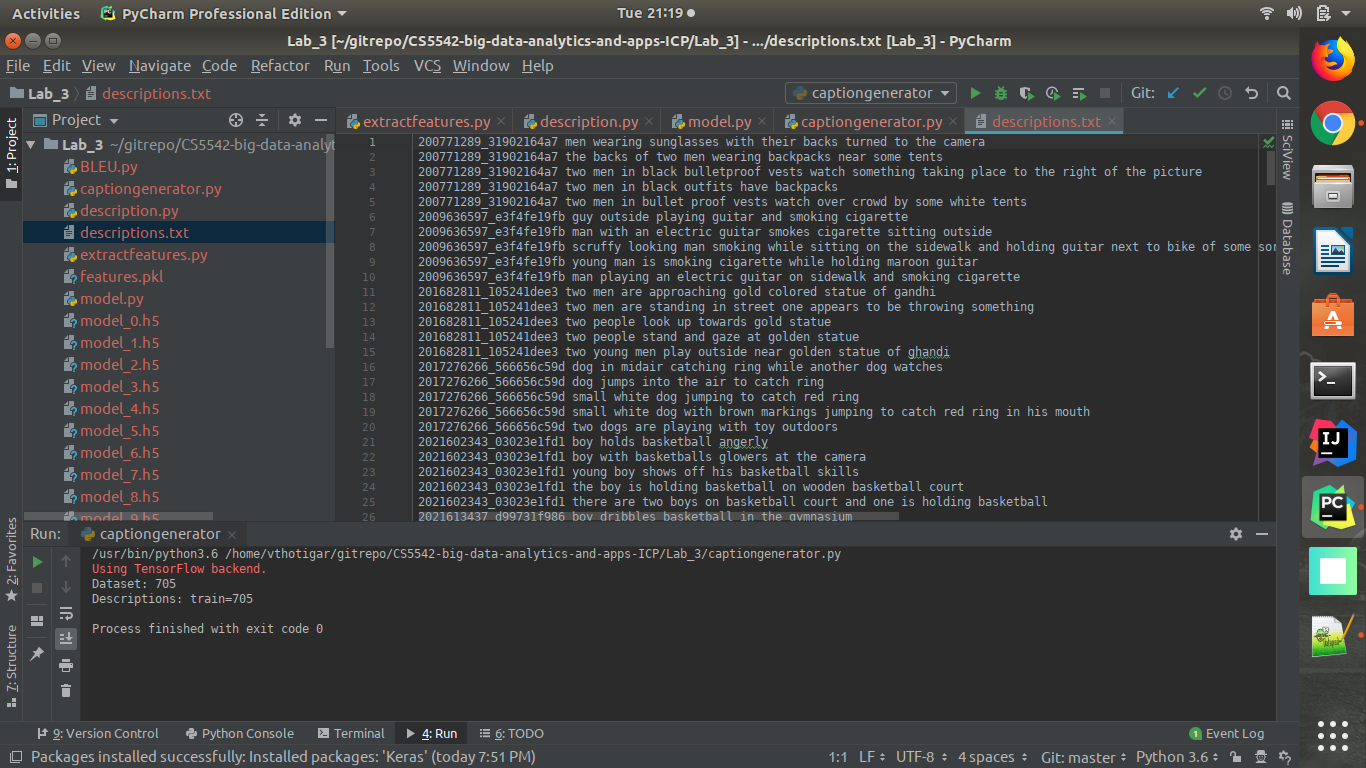 Activities PyCharm Professional Edition Tue 21:19
Lab_3 [~/gitrepo/CS5542-big-data-analytics-and-apps-ICP/Lab_3] - .../descriptions.txt [Lab_3] - PyCharm
File Edit View Navigate Code Refactor Run Tools VCS Window Help
Lab_3 descriptions.txt captiongenerator Git:
Project extractfeatures.py description.py model.py captiongenerator.py descriptions.txt
1: Project
2: Favorites
7: Structure
SciView
Database
Lab_3 ~/gitrepo/CS5542-big-data-analyt
BLEU.py
captiongenerator.py
description.py
descriptions.txt
extractfeatures.py
features.pkl
model.py
model_0.h5
model_1.h5
model_2.h5
model_3.h5
model_4.h5
model_5.h5
model_6.h5
model_7.h5
model_8.h5
model_9.h5
1 200771289_31902164a7 men wearing sunglasses with their backs turned to the camera
2 200771289_31902164a7 the backs of two men wearing backpacks near some tents
3 200771289_31902164a7 two men in black bulletproof vests watch something taking place to the right of the picture
4 200771289_31902164a7 two men in black outfits have backpacks
5 200771289_31902164a7 two men in bullet proof vests watch over crowd by some white tents
6 2009636597_e3f4fe19fb guy outside playing guitar and smoking cigarette
7 2009636597_e3f4fe19fb man with an electric guitar smokes cigarette sitting outside
8 2009636597_e3f4fe19fb scruffy looking man smoking while sitting on the sidewalk and holding guitar next to bike of some sor
9 2009636597_e3f4fe19fb young man is smoking cigarette while holding maroon guitar
10 2009636597_e3f4fe19fb man playing an electric guitar on sidewalk and smoking cigarette
11 201682811_105241dee3 two men are approaching gold colored statue of gandhi
12 201682811_105241dee3 two men are standing in street one appears to be throwing something
13 201682811_105241dee3 two people look up towards gold statue
14 201682811_105241dee3 two people stand and gaze at golden statue
15 201682811_105241dee3 two young men play outside near golden statue of ghandi
16 2017276266_566656c59d dog in midair catching ring while another dog watches
17 2017276266_566656c59d dog jumps into the air to catch ring
18 2017276266_566656c59d small white dog jumping to catch red ring
19 2017276266_566656c59d small white dog with brown markings jumping to catch red ring in his mouth
20 2017276266_566656c59d two dogs are playing with toy outdoors
21 2021602343_03023e1fd1 boy holds basketball angerly
22 2021602343_03023e1fd1 boy with basketballs glowers at the camera
23 2021602343_03023e1fd1 young boy shows off his basketball skills
24 2021602343_03023e1fd1 the boy is holding basketball on wooden basketball court
25 2021602343_03023e1fd1 there are two boys on basketball court and one is holding basketball
26 2021613437_d99731f986 boy dribbles basketball in the gymnasium
Run: captiongenerator
/usr/bin/python3.6 /home/vthotigar/gitrepo/CS5542-big-data-analytics-and-apps-ICP/Lab_3/captiongenerator.py
Using TensorFlow backend.
Dataset: 705
Descriptions: train=705
Process finished with exit code 0
9: Version Control Python Console Terminal 4: Run 6: TODO 1 Event Log
Packages installed successfully: Installed packages: 'Keras' (today 7:51 PM) 1:1 LF UTF-8 4 spaces Git: master Python 3.6